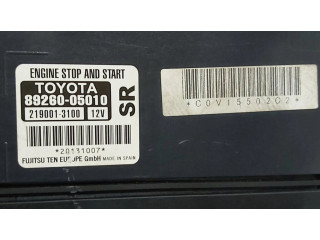 ENGINE STOP AND START
TOYOTA
89260-05010
219001-3100 12V
SR
*20131007*
FUJITSU TEN EUROPE GmbH MADE IN SPAIN
*C0V1550202*